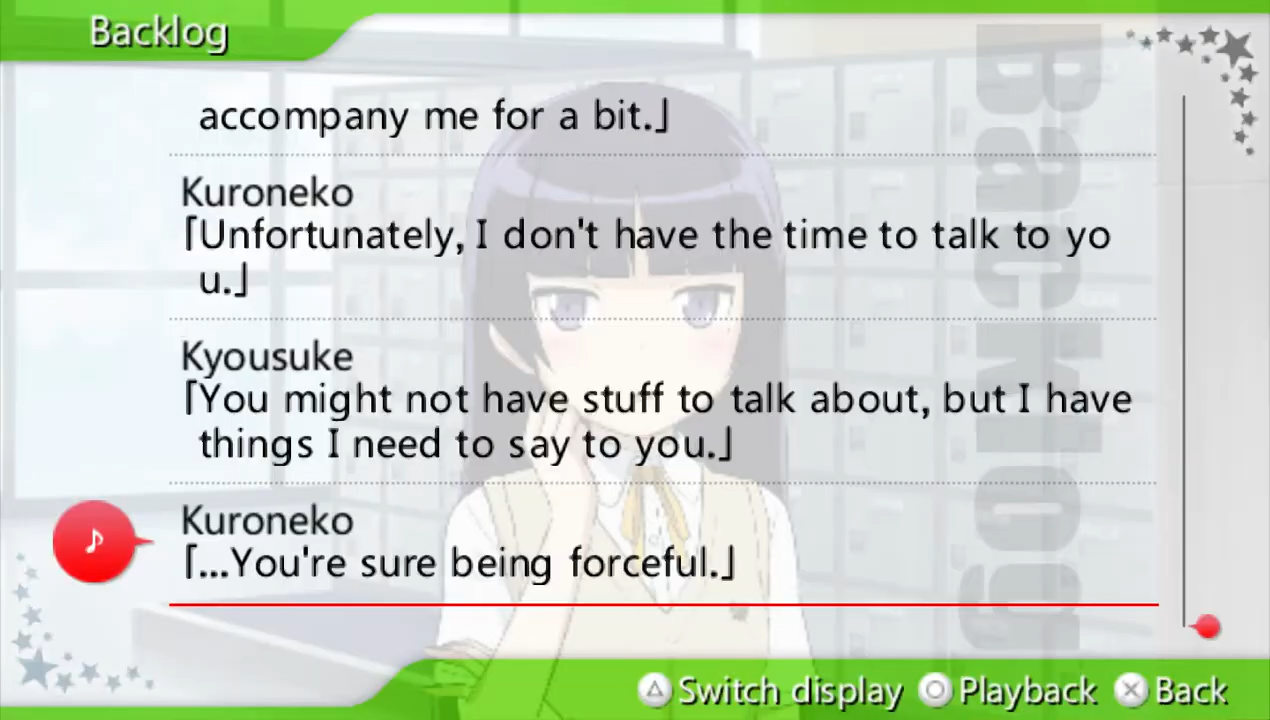 Backlog
Backlog
accompany me for a bit.」
Kuroneko
「Unfortunately, I don't have the time to talk to yo
u.」
Kyousuke
「You might not have stuff to talk about, but I have
things I need to say to you.」
Kuroneko
「...You're sure being forceful.」
Switch display Playback Back